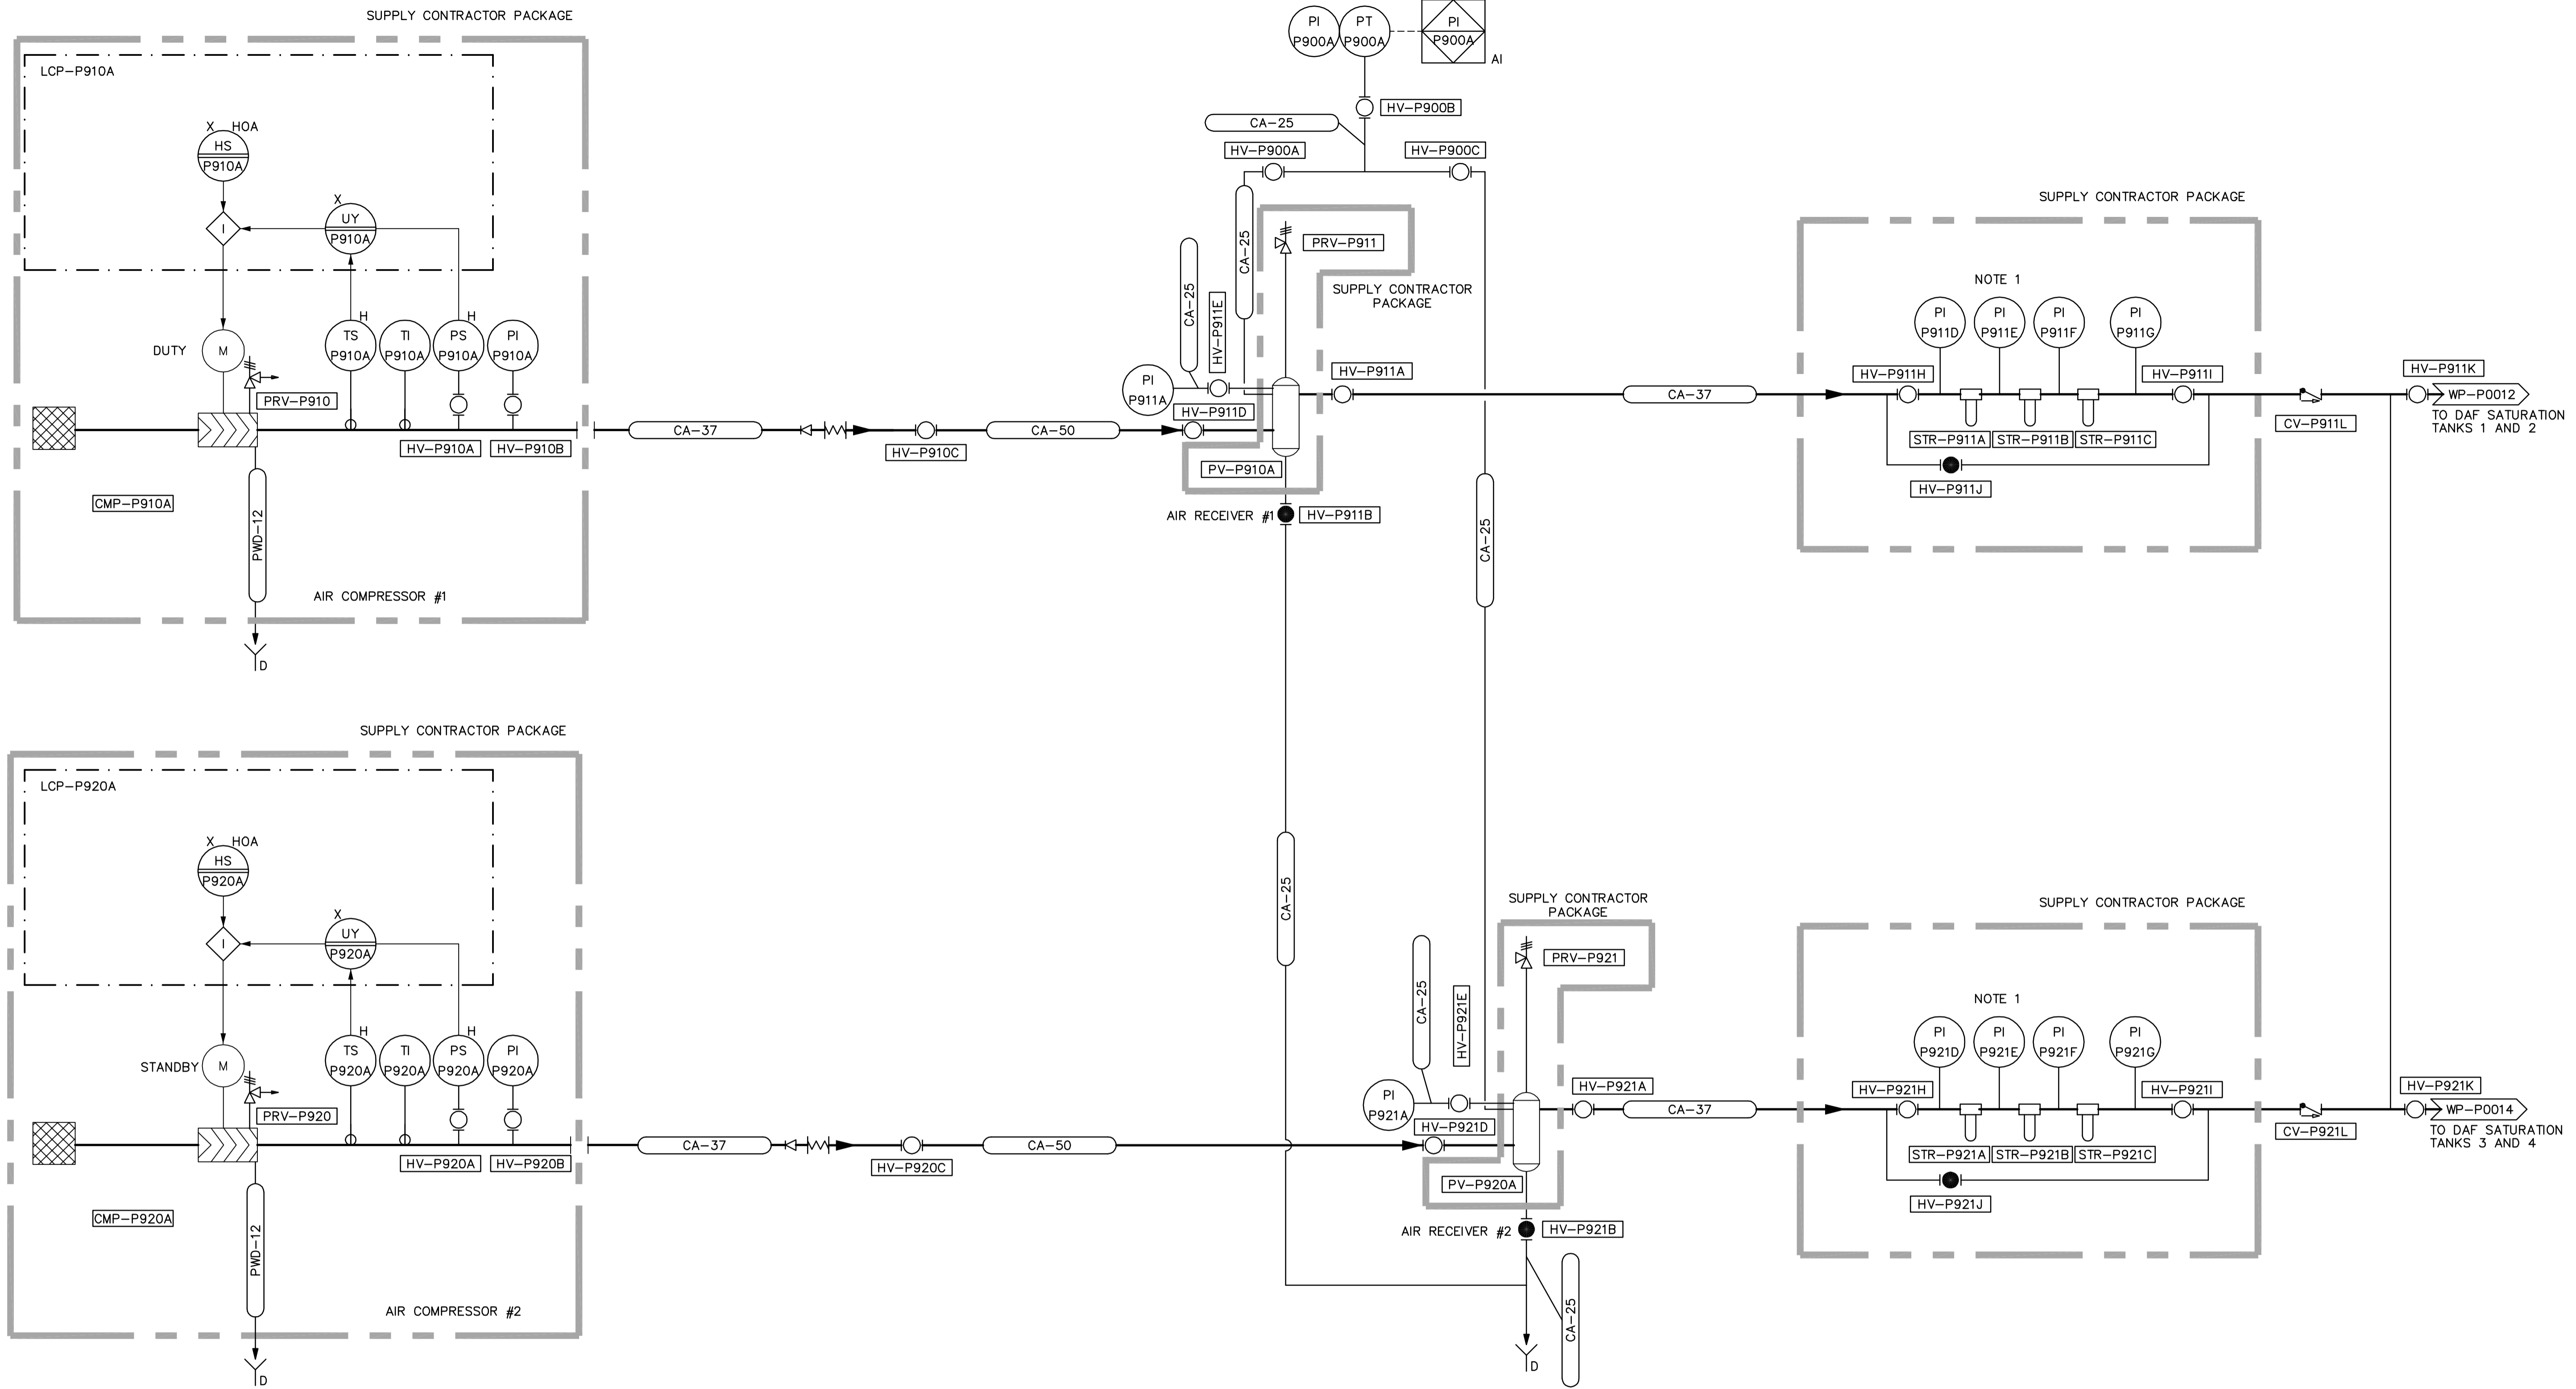 SUPPLY CONTRACTOR PACKAGE
LCP-P910A
X HOA
HS
P910A
I
X
UY
P910A
DUTY
M
H
TS
P910A
TI
P910A
H
PS
P910A
PI
P910A
PRV-P910
HV-P910A
HV-P910B
CMP-P910A
PWD-12
AIR COMPRESSOR #1
D
CA-37
HV-P910C
CA-50
PI
P900A
PT
P900A
PI
P900A
AI
HV-P900B
CA-25
HV-P900A
HV-P900C
CA-25
CA-25
HV-P911E
PRV-P911
SUPPLY CONTRACTOR
PACKAGE
PI
P911A
HV-P911D
HV-P911A
PV-P910A
AIR RECEIVER #1
HV-P911B
CA-25
CA-25
CA-37
SUPPLY CONTRACTOR PACKAGE
NOTE 1
PI
P911D
PI
P911E
PI
P911F
PI
P911G
HV-P911H
HV-P911I
STR-P911A
STR-P911B
STR-P911C
HV-P911J
CV-P911L
HV-P911K
WP-P0012
TO DAF SATURATION
TANKS 1 AND 2
SUPPLY CONTRACTOR PACKAGE
LCP-P920A
X HOA
HS
P920A
I
X
UY
P920A
STANDBY
M
H
TS
P920A
TI
P920A
H
PS
P920A
PI
P920A
PRV-P920
HV-P920A
HV-P920B
CMP-P920A
PWD-12
AIR COMPRESSOR #2
D
CA-37
HV-P920C
CA-50
SUPPLY CONTRACTOR
PACKAGE
CA-25
HV-P921E
PRV-P921
PI
P921A
HV-P921D
HV-P921A
PV-P920A
AIR RECEIVER #2
HV-P921B
CA-25
D
CA-37
SUPPLY CONTRACTOR PACKAGE
NOTE 1
PI
P921D
PI
P921E
PI
P921F
PI
P921G
HV-P921H
HV-P921I
STR-P921A
STR-P921B
STR-P921C
HV-P921J
CV-P921L
HV-P921K
WP-P0014
TO DAF SATURATION
TANKS 3 AND 4